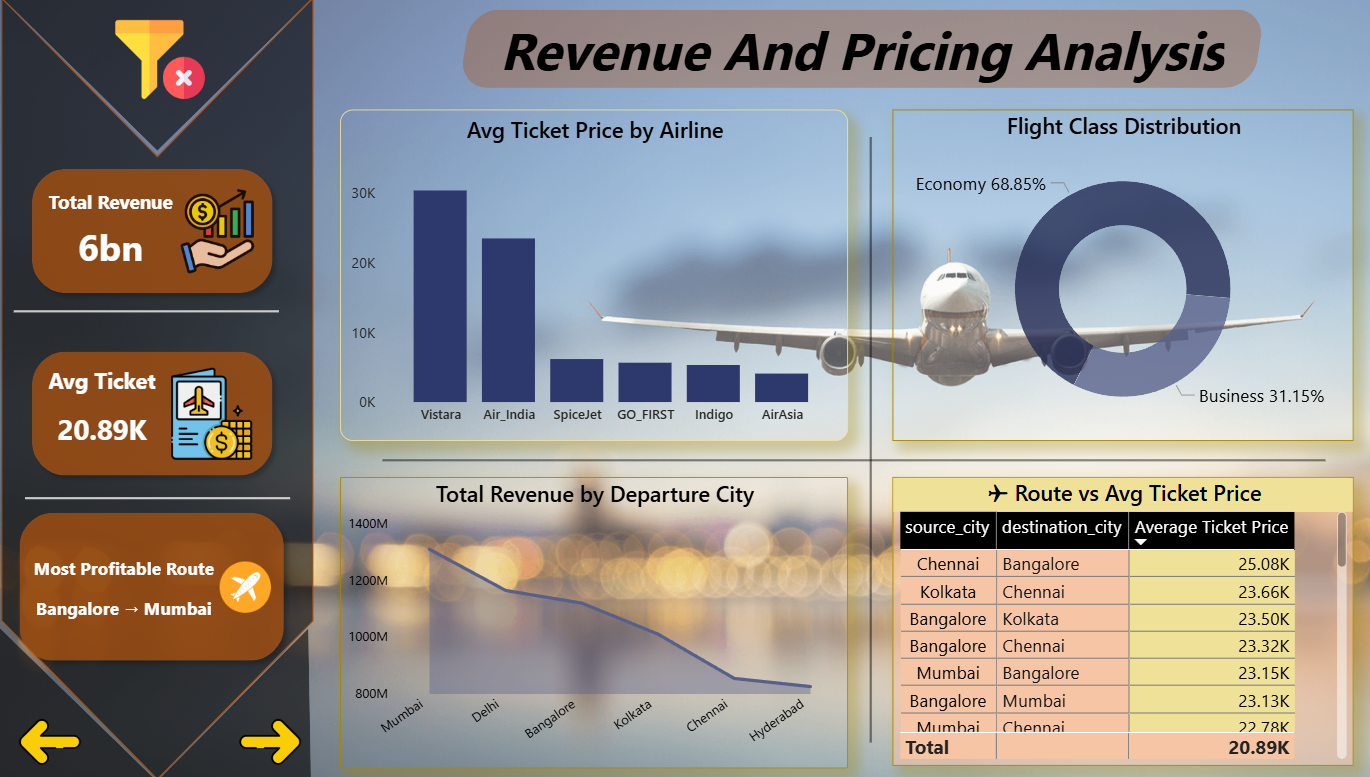 Revenue And Pricing Analysis
Total Revenue
6bn
Avg Ticket
20.89K
Most Profitable Route
Bangalore → Mumbai
Avg Ticket Price by Airline
30K
20K
10K
0K
Vistara Air_India SpiceJet GO_FIRST Indigo AirAsia
Flight Class Distribution
Economy 68.85%
Business 31.15%
Total Revenue by Departure City
1400M
1200M
1000M
800M
Mumbai Delhi Bangalore Kolkata Chennai Hyderabad
✈ Route vs Avg Ticket Price
source_city destination_city Average Ticket Price
Chennai Bangalore 25.08K
Kolkata Chennai 23.66K
Bangalore Kolkata 23.50K
Bangalore Chennai 23.32K
Mumbai Bangalore 23.15K
Bangalore Mumbai 23.13K
Mumbai Chennai 22.78K
Total 20.89K